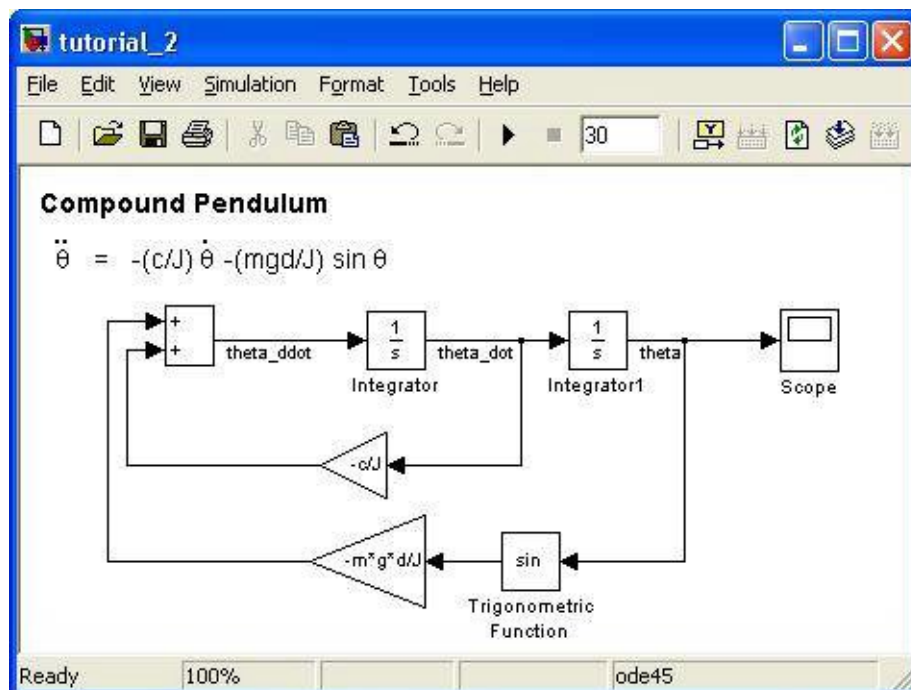 tutorial_2
File Edit View Simulation Format Tools Help
30
Compound Pendulum
θ̈ = -(c/J) θ̇ -(mgd/J) sin θ
+
+
theta_ddot
1
s
Integrator
theta_dot
1
s
Integrator1
theta
Scope
-c/J
-m*g*d/J
sin
Trigonometric
Function
Ready 100% ode45